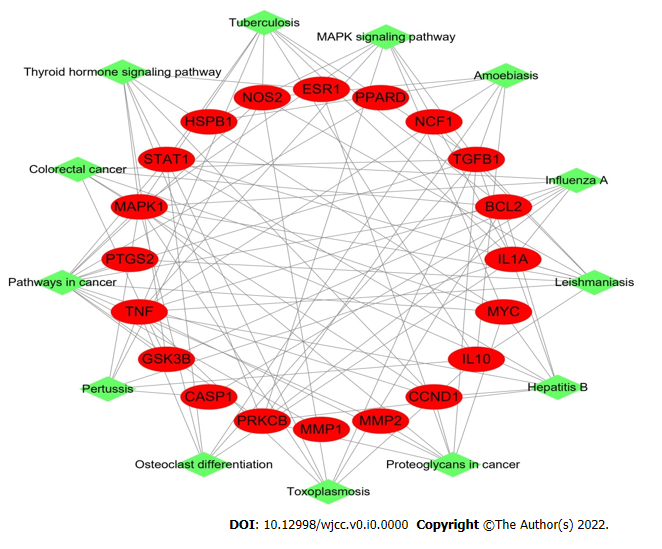 Tuberculosis
MAPK signaling pathway
Thyroid hormone signaling pathway
Amoebiasis
ESR1
NOS2
PPARD
HSPB1
NCF1
STAT1
TGFB1
Colorectal cancer
Influenza A
MAPK1
BCL2
PTGS2
IL1A
Pathways in cancer
Leishmaniasis
TNF
MYC
GSK3B
IL10
Pertussis
Hepatitis B
CASP1
CCND1
PRKCB
MMP2
MMP1
Osteoclast differentiation
Proteoglycans in cancer
Toxoplasmosis
DOI: 10.12998/wjcc.v0.i0.0000 Copyright ©The Author(s) 2022.